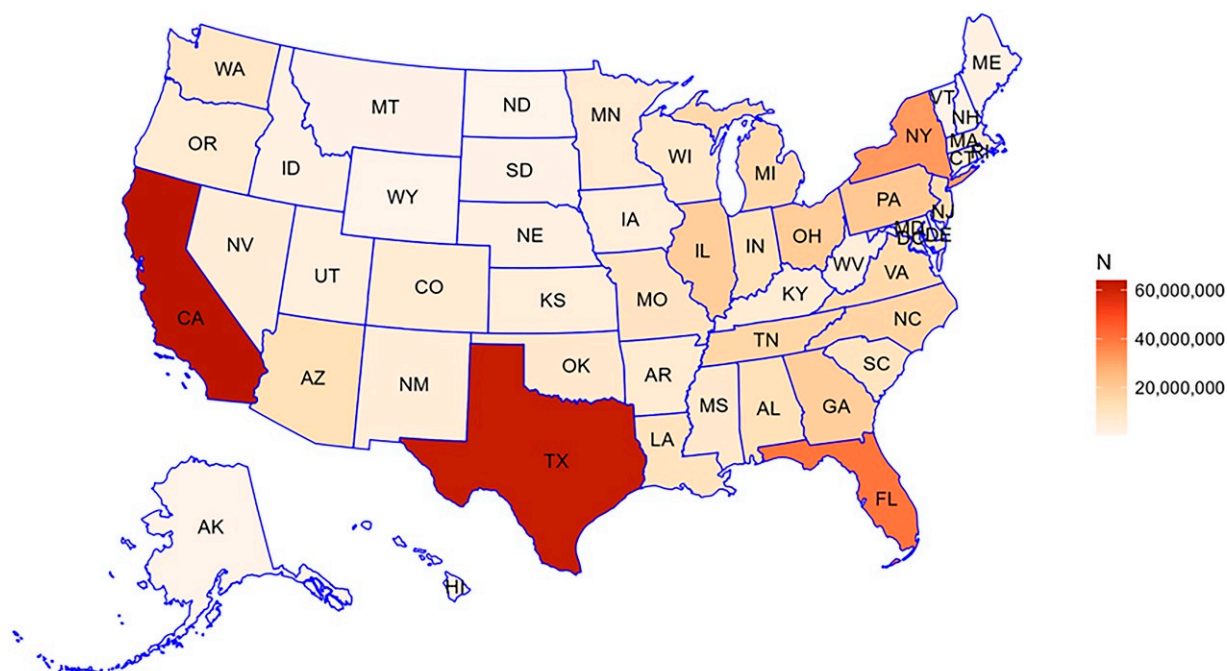 ME
WA
VT
ND
MT
NH
MN
NY
MA
OR
WI
RI
CT
ID
SD
MI
WY
PA
NJ
IA
MD
NE
DC
DE
NV
OH
IL
IN
WV
UT
VA
CO
KY
KS
MO
CA
NC
TN
SC
OK
AR
AZ
NM
MS
AL
GA
LA
TX
FL
AK
HI
N
60,000,000
40,000,000
20,000,000